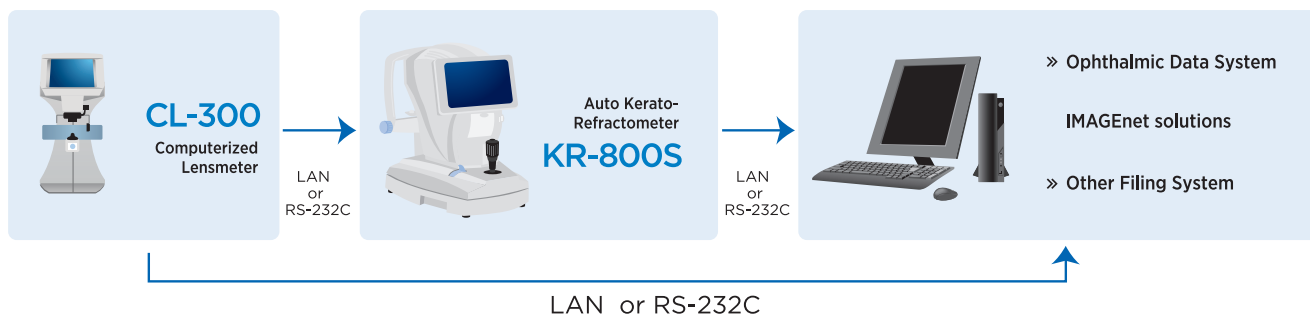 CL-300
Computerized
Lensmeter
LAN
or
RS-232C
Auto Kerato-
Refractometer
KR-800S
LAN
or
RS-232C
» Ophthalmic Data System
IMAGEnet solutions
» Other Filing System
LAN or RS-232C